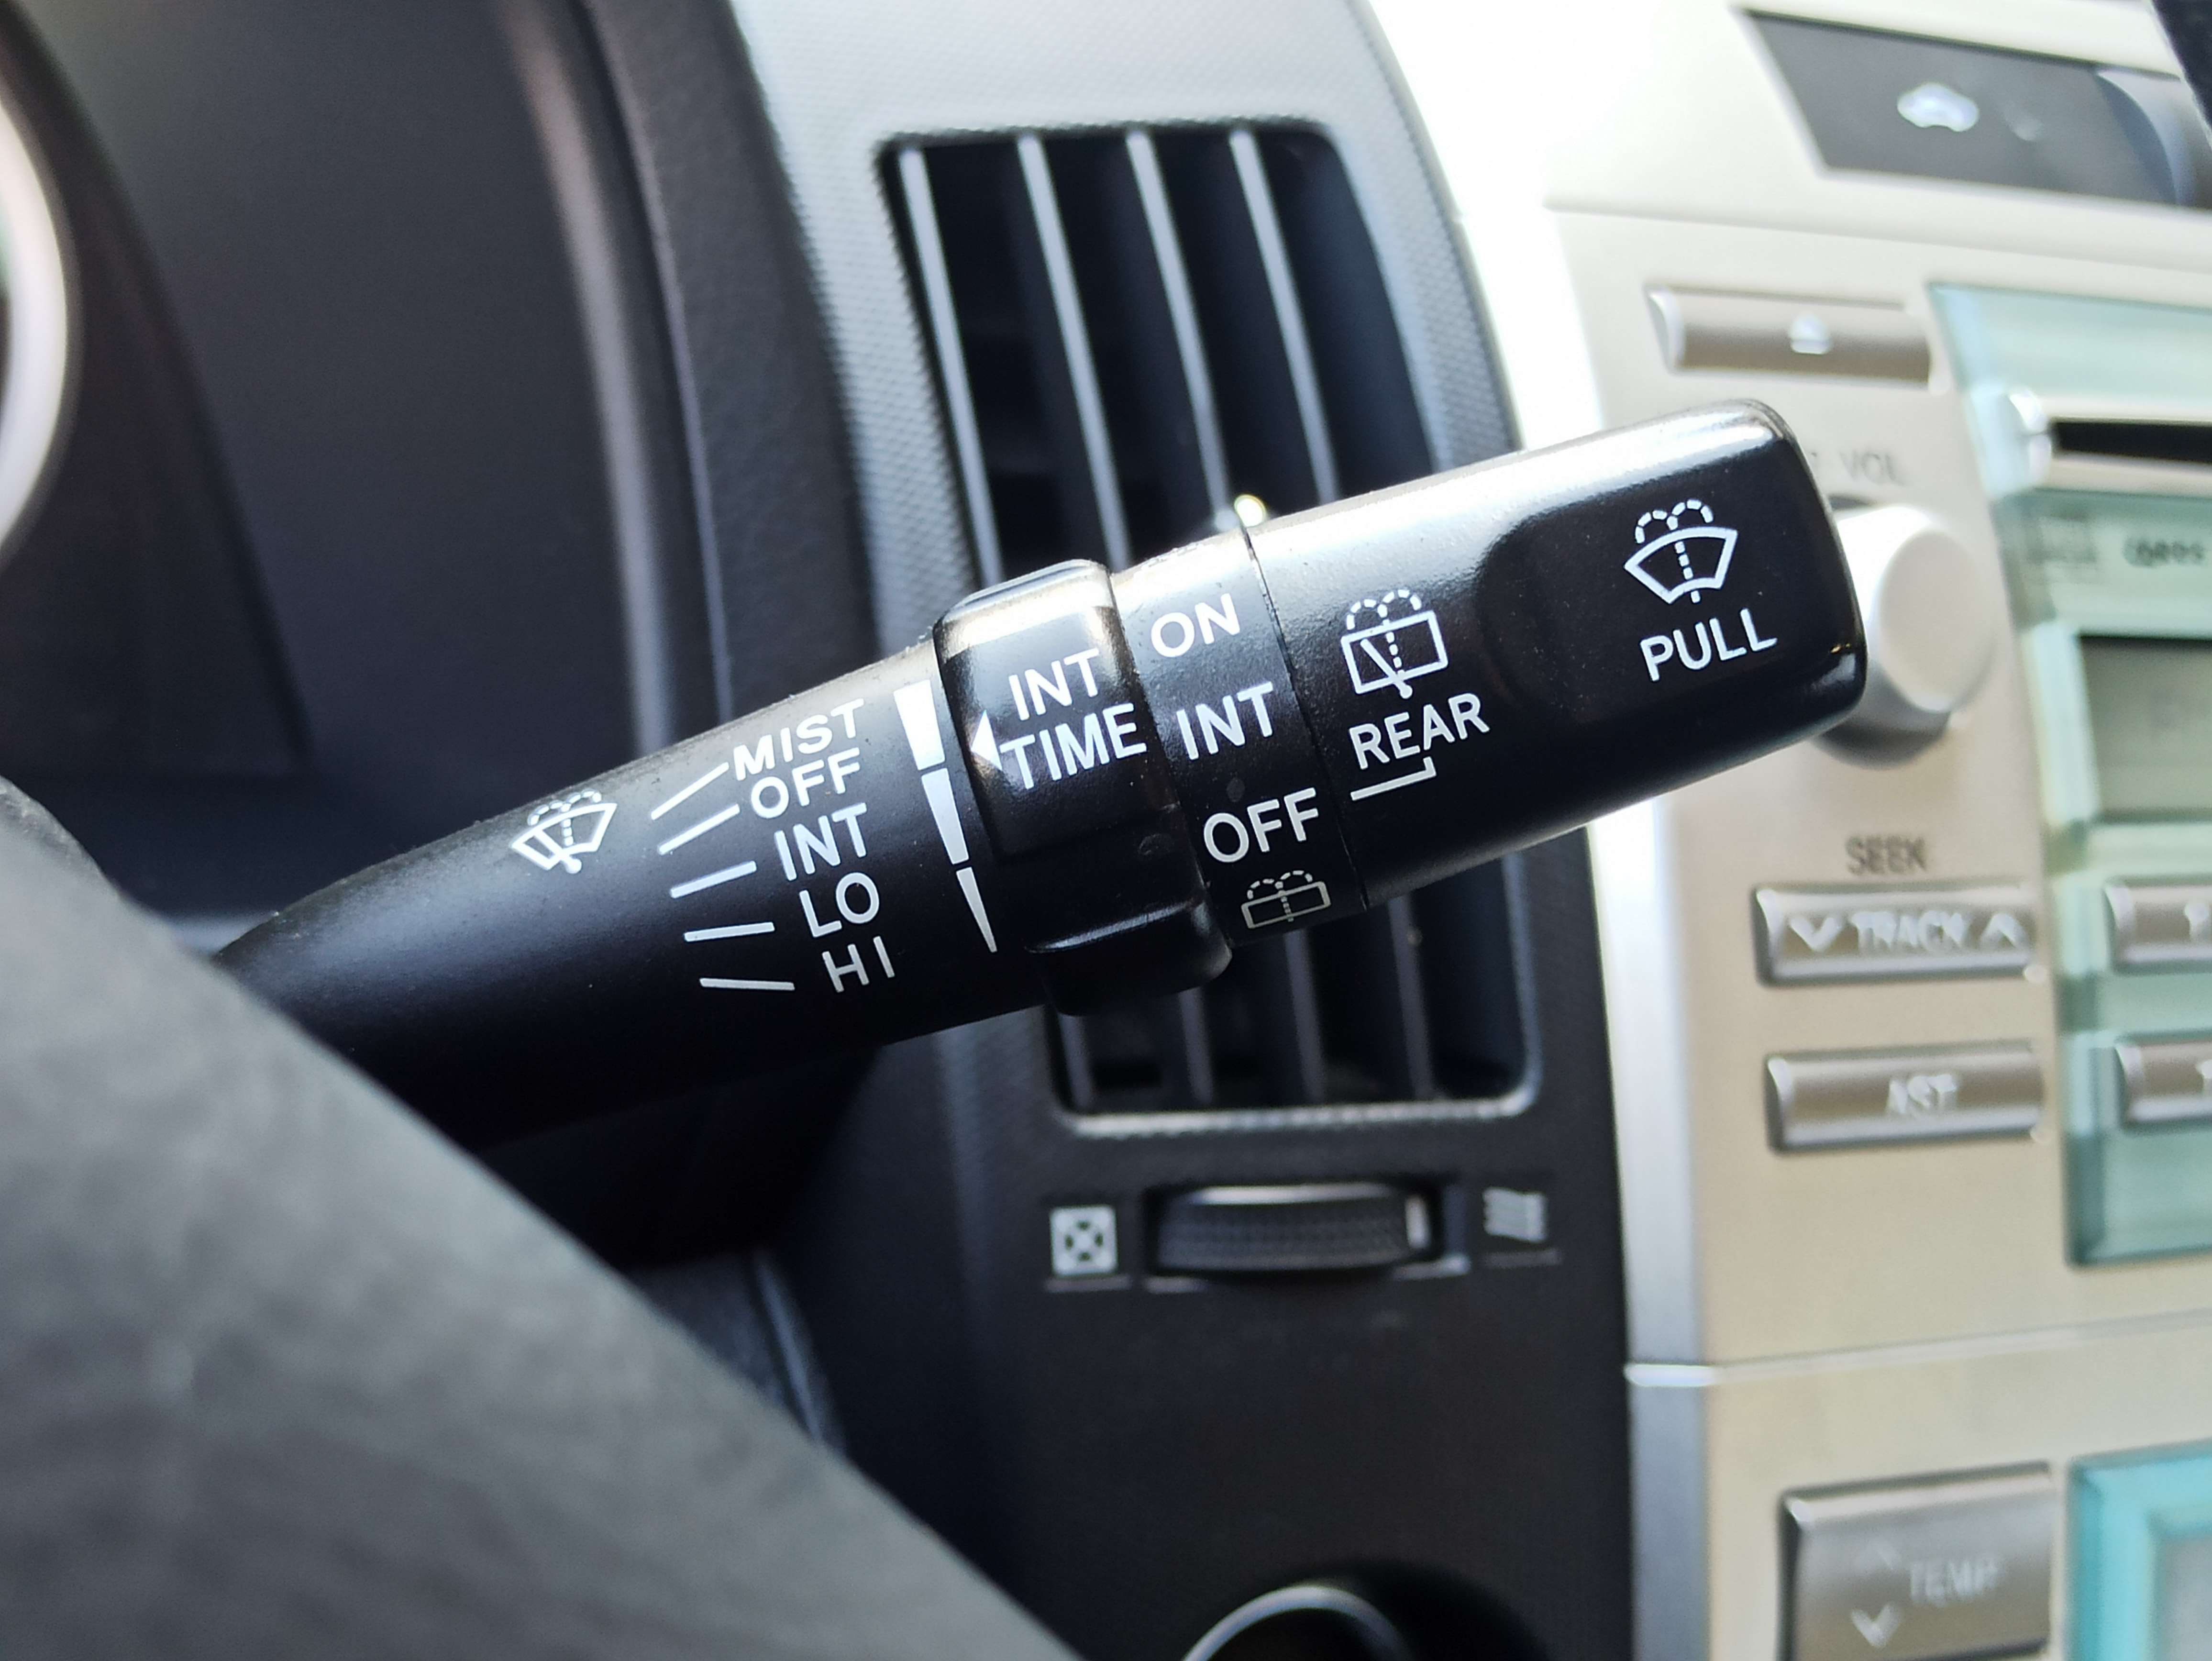 MIST
OFF
INT
LO
HI
INT
TIME
ON
INT
OFF
REAR
PULL
VOL
SEEK
TRACK
AST
TEMP